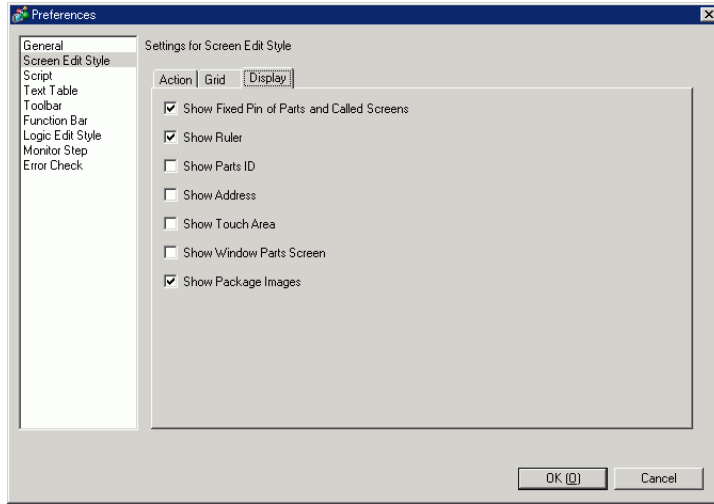 Preferences
General
Screen Edit Style
Script
Text Table
Toolbar
Function Bar
Logic Edit Style
Monitor Step
Error Check
Settings for Screen Edit Style
Action Grid Display
Show Fixed Pin of Parts and Called Screens
Show Ruler
Show Parts ID
Show Address
Show Touch Area
Show Window Parts Screen
Show Package Images
OK (O) Cancel